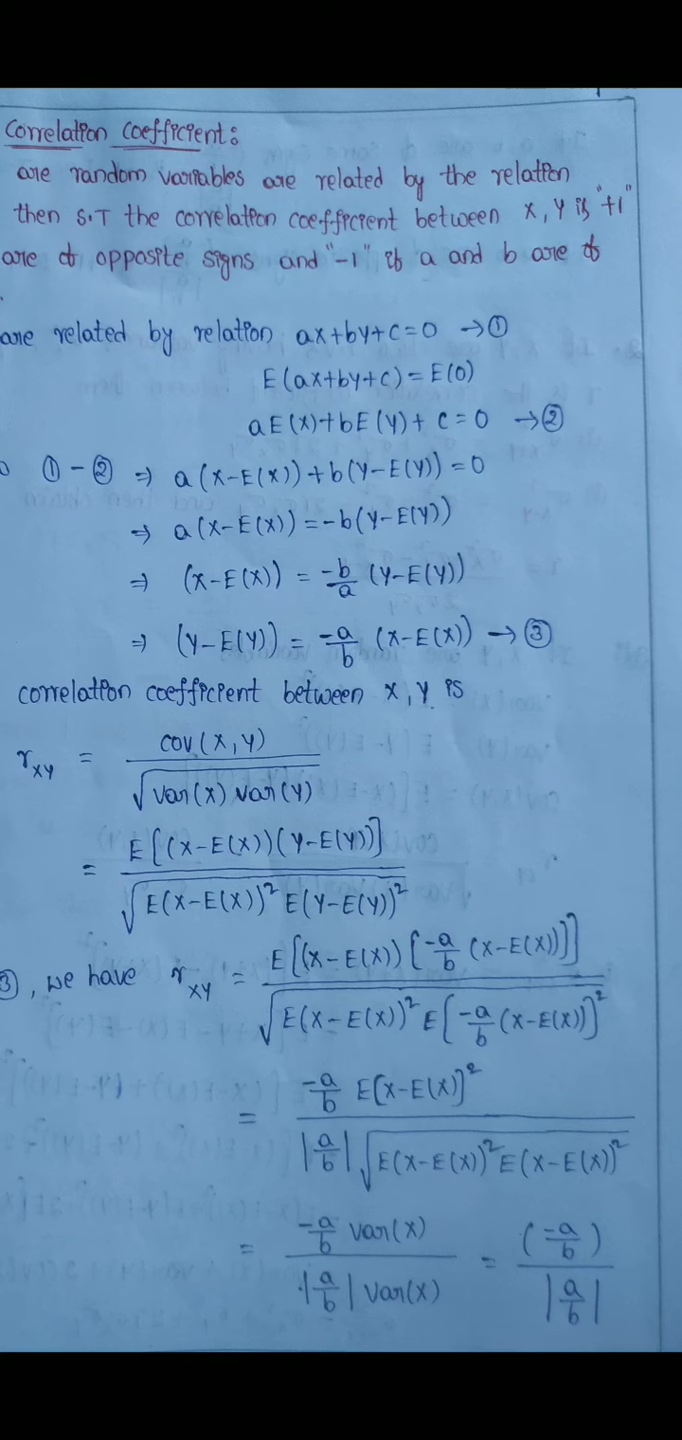 Correlation Coefficient:
are random variables are related by the relation
then S.T the correlation coefficient between X, Y is "+1"
are of opposite signs and "-1" if a and b are of
are related by relation ax+by+c=0 → ①
E(ax+by+c) = E(0)
aE(X)+bE(Y)+c=0 → ②
①-② ⇒ a(X-E(X))+b(Y-E(Y))=0
⇒ a(X-E(X))=-b(Y-E(Y))
⇒ (X-E(X)) = -b/a (Y-E(Y))
⇒ (Y-E(Y)) = -a/b (X-E(X)) → ③
correlation coefficient between X, Y is
r_XY = cov(X,Y) / √(Var(X) Var(Y))
= E[(X-E(X))(Y-E(Y))] / √(E(X-E(X))² E(Y-E(Y))²)
③, we have r_XY = E[(X-E(X))[-a/b (X-E(X))]] / √(E(X-E(X))² E[-a/b (X-E(X))]²)
= -a/b E[X-E(X)]² / |a/b| √(E(X-E(X))² E(X-E(X))²)
= -a/b Var(X) / |a/b| Var(X) = (-a/b) / |a/b|